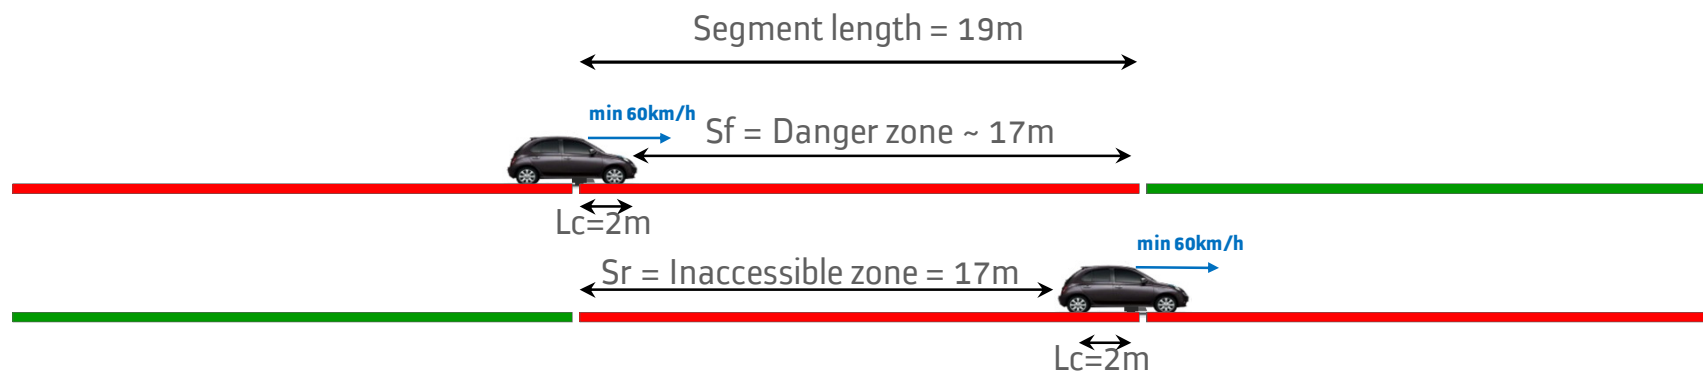 Segment length = 19m
min 60km/h
Sf = Danger zone ~ 17m
Lc=2m
min 60km/h
Sr = Inaccessible zone = 17m
Lc=2m